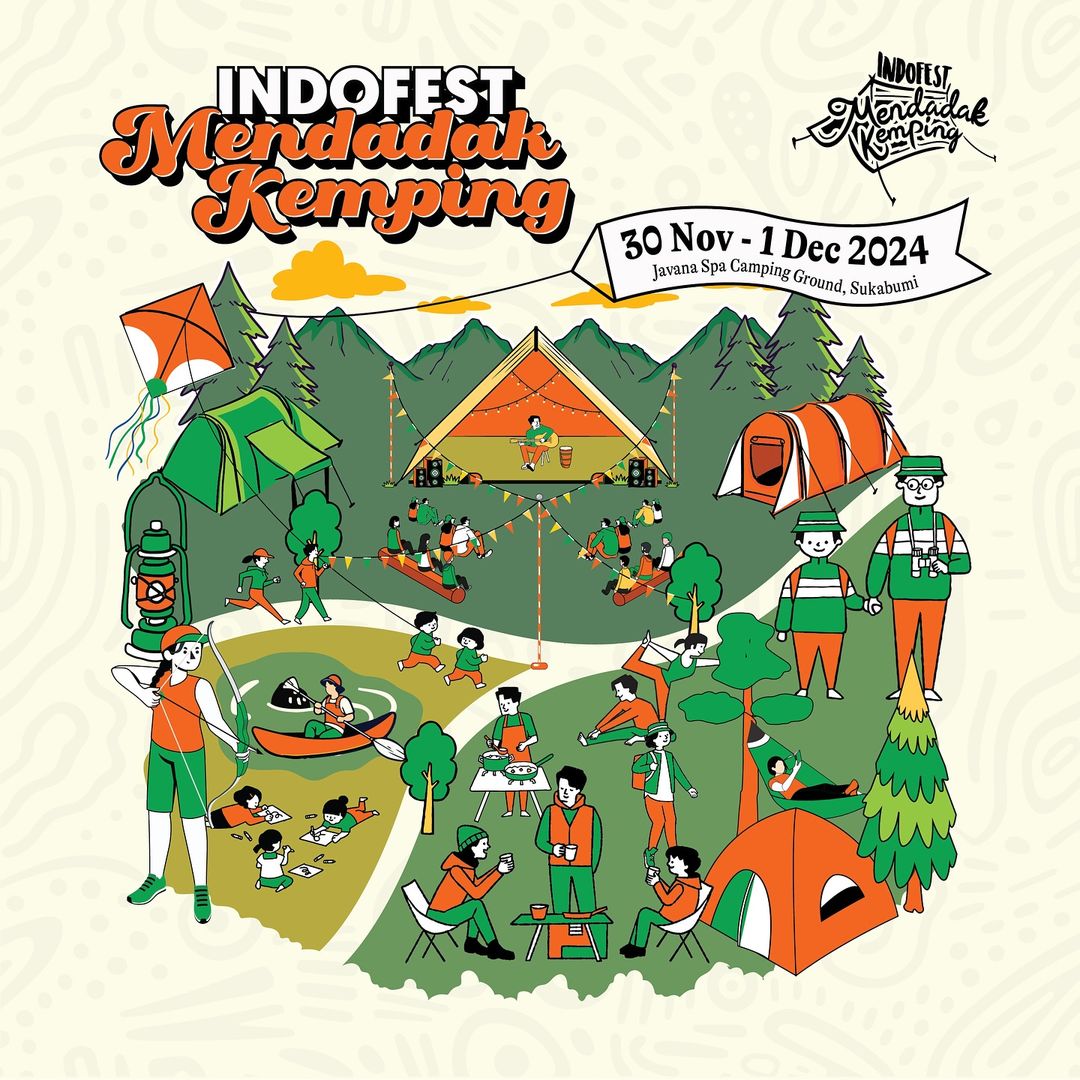 INDOFEST
Mendadak
Kemping
INDOFEST
Mendadak
Kemping
30 Nov - 1 Dec 2024
Javana Spa Camping Ground, Sukabumi